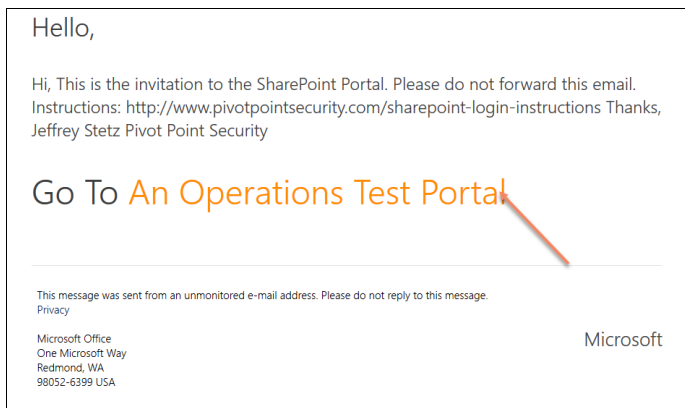 Hello,
Hi, This is the invitation to the SharePoint Portal. Please do not forward this email.
Instructions: http://www.pivotpointsecurity.com/sharepoint-login-instructions Thanks,
Jeffrey Stetz Pivot Point Security
Go To An Operations Test Portal
This message was sent from an unmonitored e-mail address. Please do not reply to this message.
Privacy
Microsoft Office
One Microsoft Way
Redmond, WA
98052-6399 USA
Microsoft